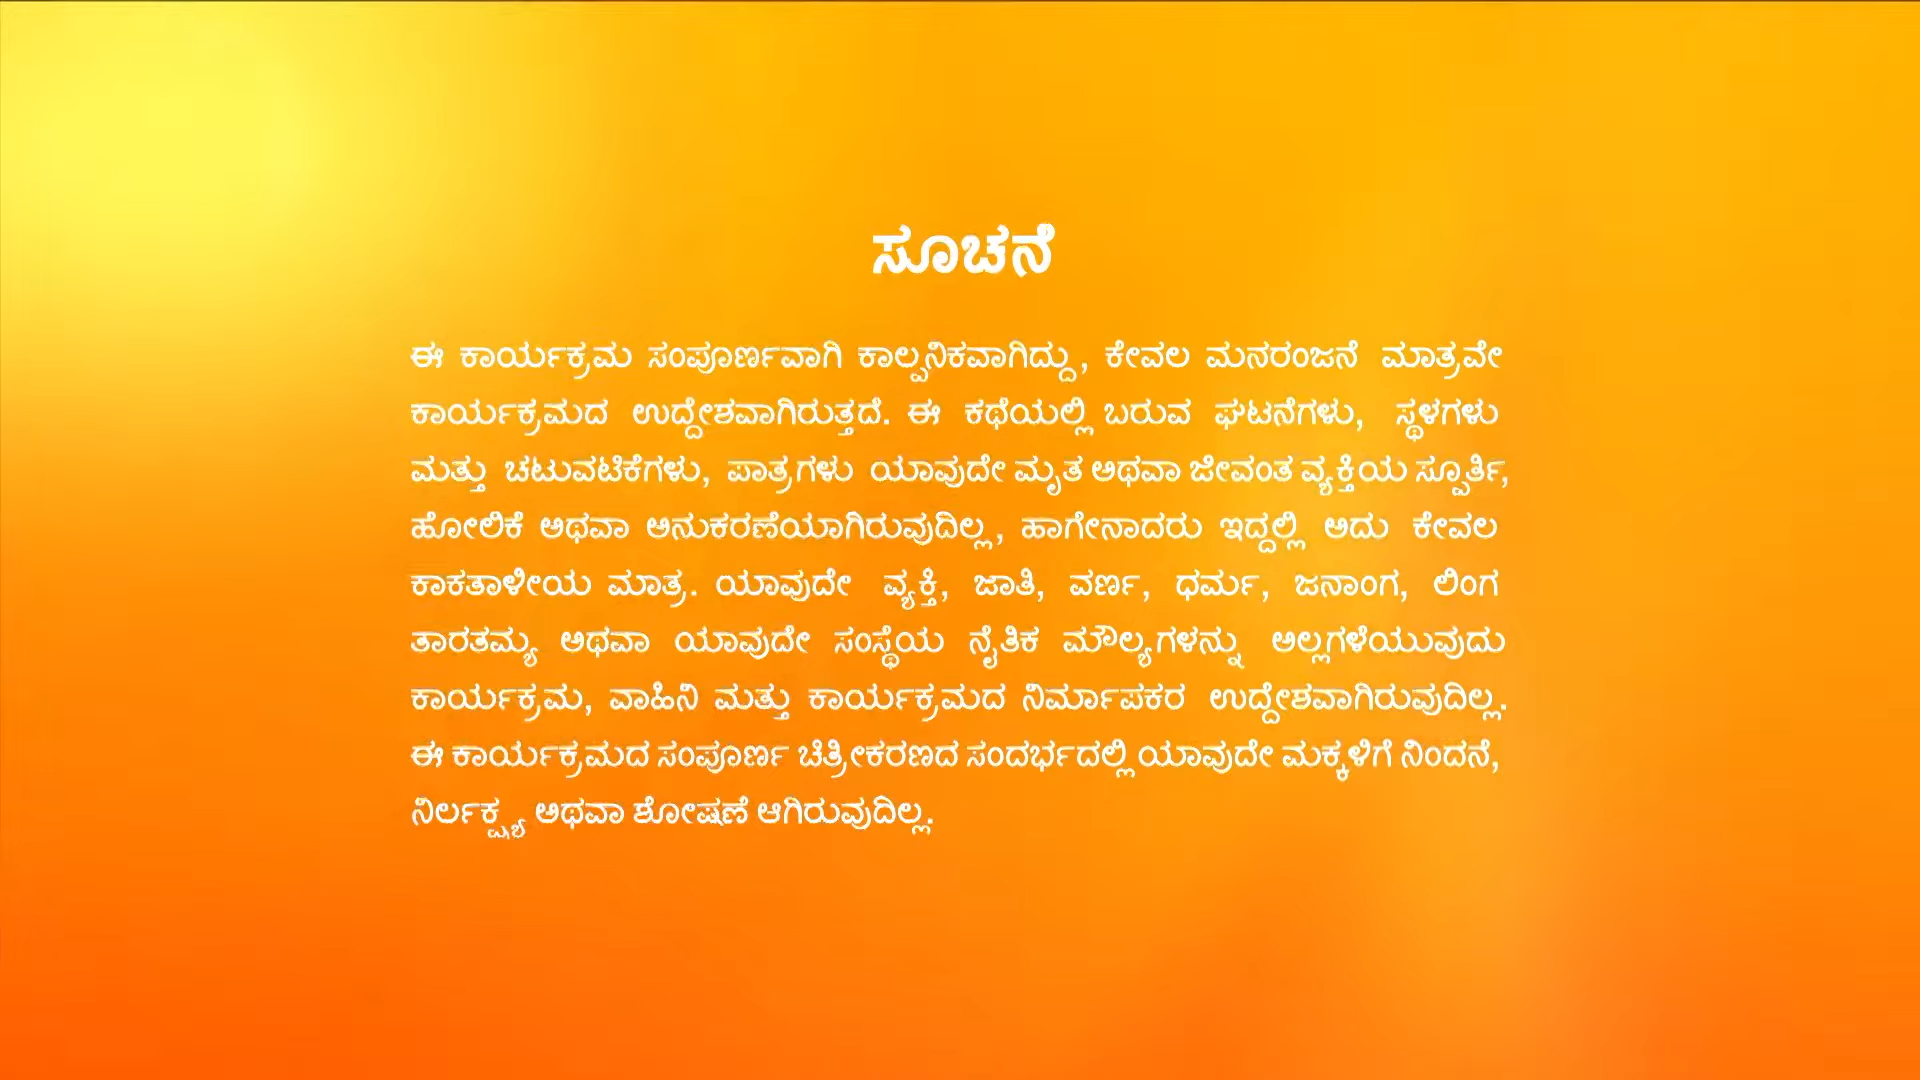 ಸೂಚನೆ
ಈ ಕಾರ್ಯಕ್ರಮ ಸಂಪೂರ್ಣವಾಗಿ ಕಾಲ್ಪನಿಕವಾಗಿದ್ದು, ಕೇವಲ ಮನರಂಜನೆ ಮಾತ್ರವೇ
ಕಾರ್ಯಕ್ರಮದ ಉದ್ದೇಶವಾಗಿರುತ್ತದೆ. ಈ ಕಥೆಯಲ್ಲಿ ಬರುವ ಘಟನೆಗಳು, ಸ್ಥಳಗಳು
ಮತ್ತು ಚಟುವಟಿಕೆಗಳು, ಪಾತ್ರಗಳು ಯಾವುದೇ ಮೃತ ಅಥವಾ ಜೀವಂತ ವ್ಯಕ್ತಿಯ ಸ್ಪೂರ್ತಿ,
ಹೋಲಿಕೆ ಅಥವಾ ಅನುಕರಣೆಯಾಗಿರುವುದಿಲ್ಲ, ಹಾಗೇನಾದರು ಇದ್ದಲ್ಲಿ ಅದು ಕೇವಲ
ಕಾಕತಾಳೀಯ ಮಾತ್ರ. ಯಾವುದೇ ವ್ಯಕ್ತಿ, ಜಾತಿ, ವರ್ಣ, ಧರ್ಮ, ಜನಾಂಗ, ಲಿಂಗ
ತಾರತಮ್ಯ ಅಥವಾ ಯಾವುದೇ ಸಂಸ್ಥೆಯ ನೈತಿಕ ಮೌಲ್ಯಗಳನ್ನು ಅಲ್ಲಗಳೆಯುವುದು
ಕಾರ್ಯಕ್ರಮ, ವಾಹಿನಿ ಮತ್ತು ಕಾರ್ಯಕ್ರಮದ ನಿರ್ಮಾಪಕರ ಉದ್ದೇಶವಾಗಿರುವುದಿಲ್ಲ.
ಈ ಕಾರ್ಯಕ್ರಮದ ಸಂಪೂರ್ಣ ಚಿತ್ರೀಕರಣದ ಸಂದರ್ಭದಲ್ಲಿ ಯಾವುದೇ ಮಕ್ಕಳಿಗೆ ನಿಂದನೆ,
ನಿರ್ಲಕ್ಷ್ಯ ಅಥವಾ ಶೋಷಣೆ ಆಗಿರುವುದಿಲ್ಲ.